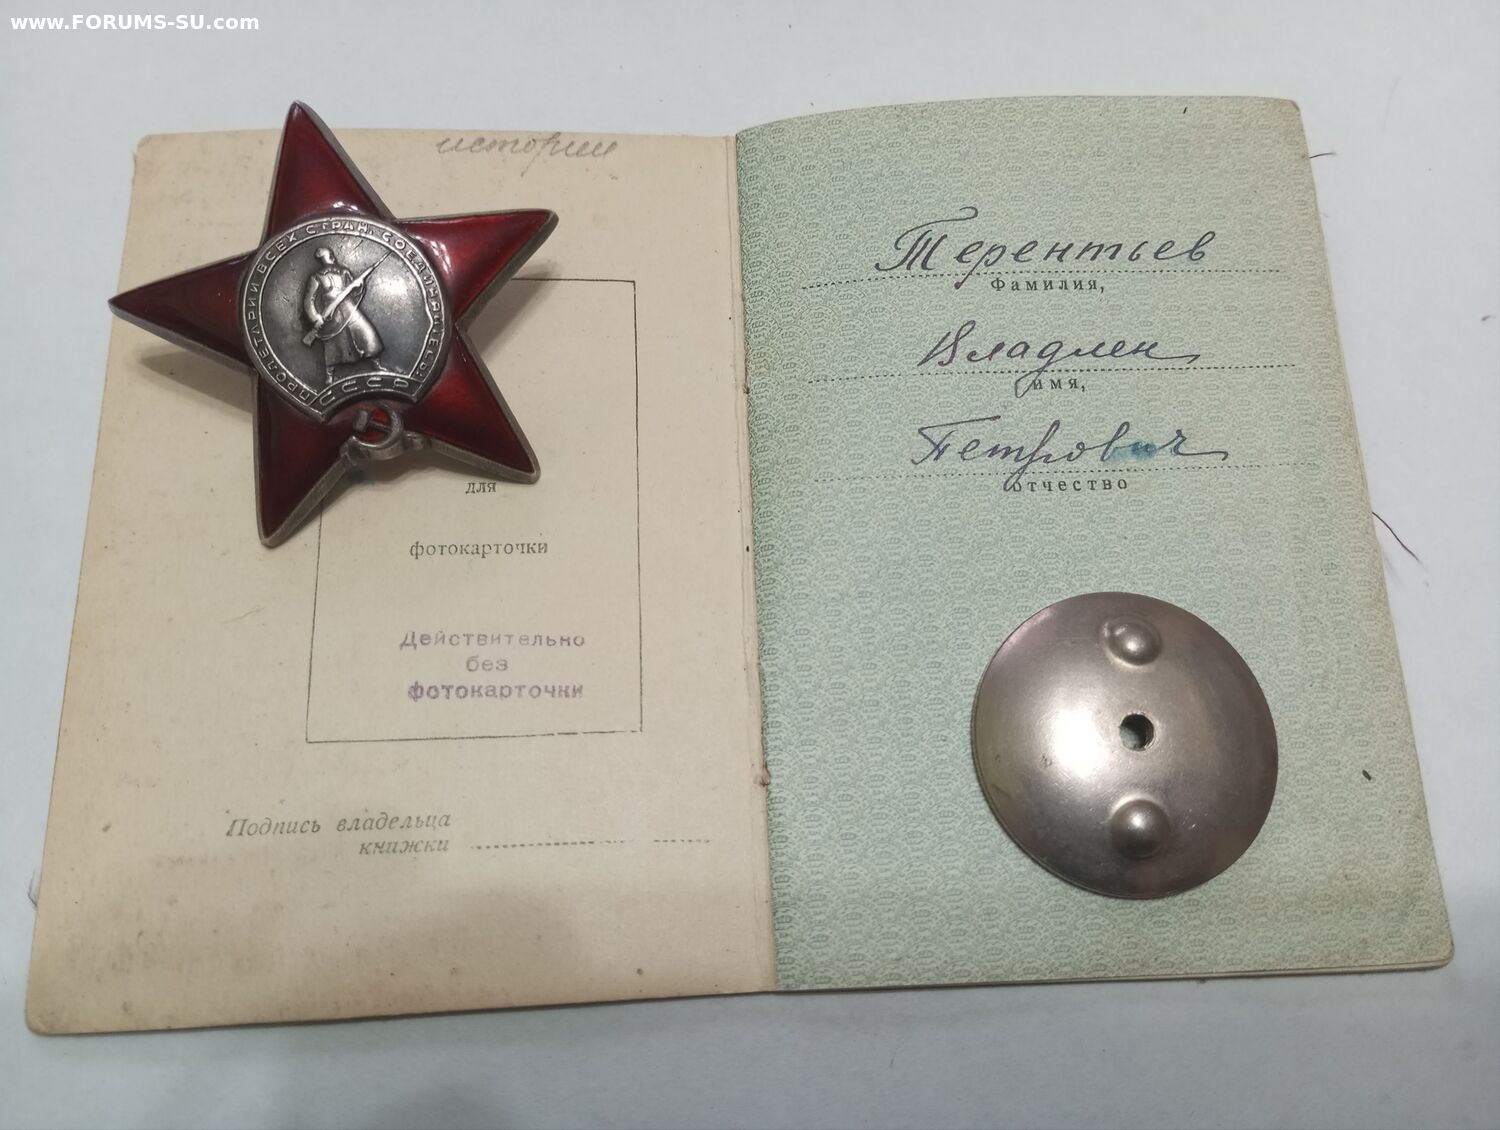 www.FORUMS-SU.com
истории
ПРОЛЕТАРИИ ВСЕХ СТРАН, СОЕДИНЯЙТЕСЬ!
СССР
для
фотокарточки
Действительно
без
фотокарточки
Подпись владельца
книжки
Терентьев
Фамилия,
Владлен
имя,
Петрович
отчество